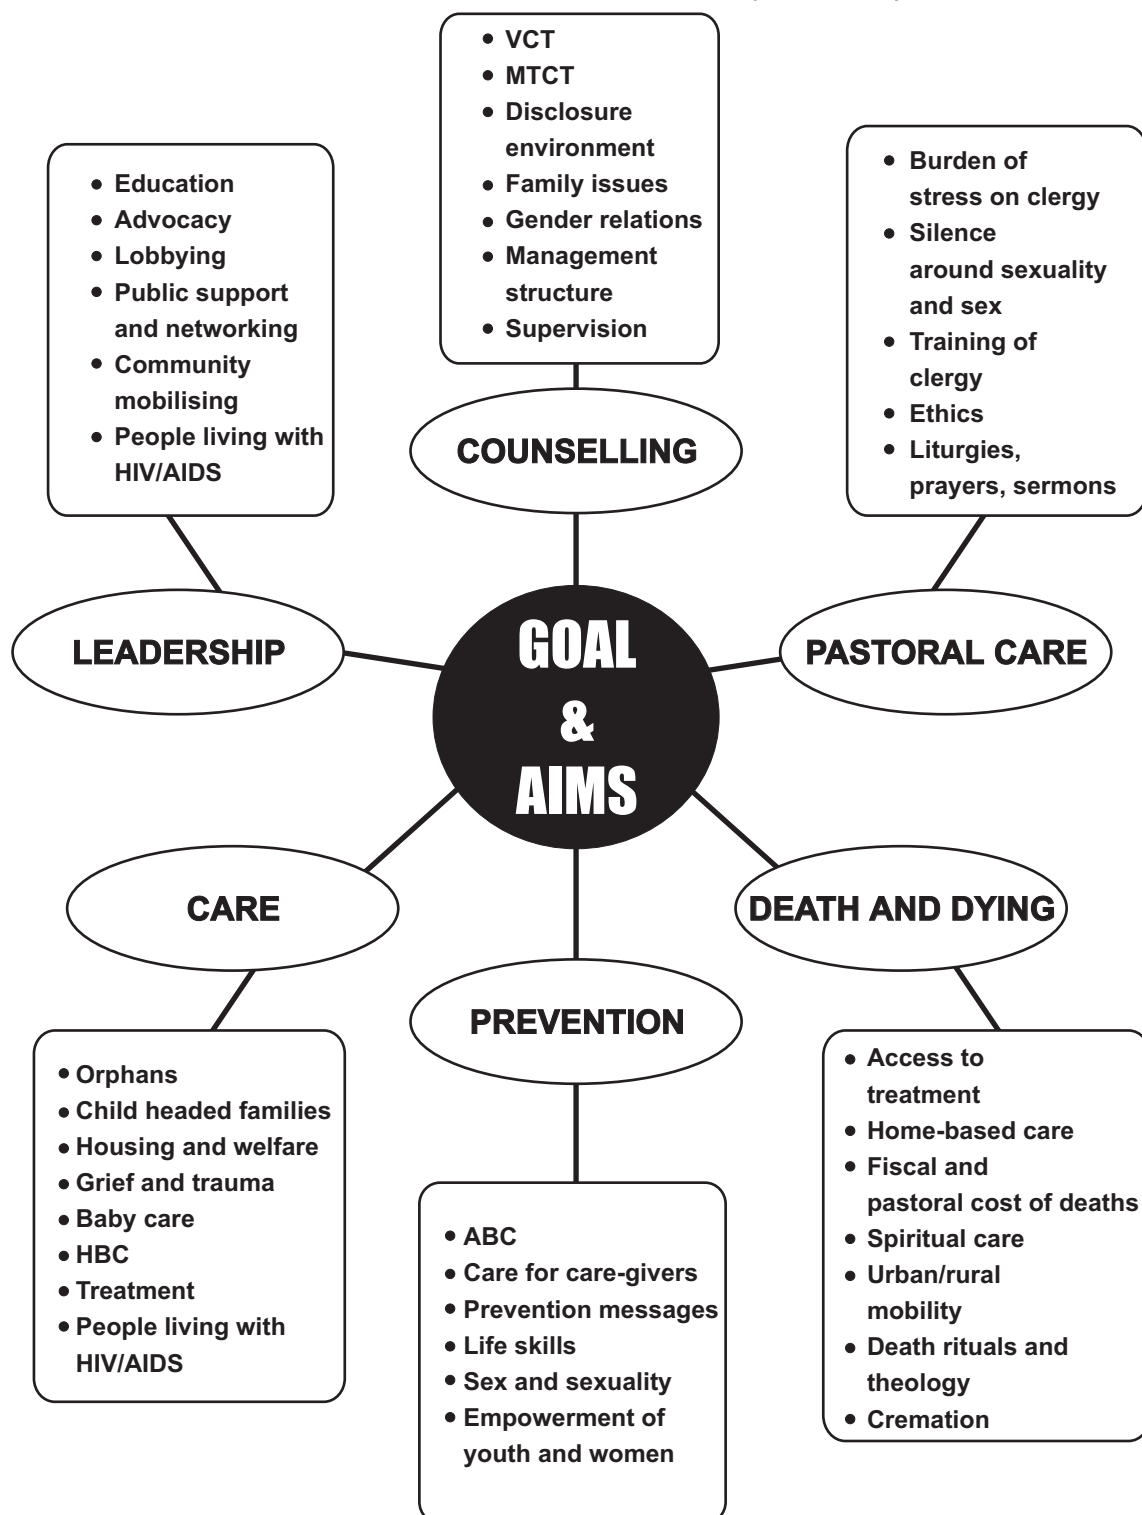 • VCT
• MTCT
• Disclosure
environment
• Family issues
• Gender relations
• Management
structure
• Supervision
COUNSELLING
• Education
• Advocacy
• Lobbying
• Public support
and networking
• Community
mobilising
• People living with
HIV/AIDS
LEADERSHIP
• Burden of
stress on clergy
• Silence
around sexuality
and sex
• Training of
clergy
• Ethics
• Liturgies,
prayers, sermons
PASTORAL CARE
GOAL
&
AIMS
CARE
• Orphans
• Child headed families
• Housing and welfare
• Grief and trauma
• Baby care
• HBC
• Treatment
• People living with
HIV/AIDS
PREVENTION
• ABC
• Care for care-givers
• Prevention messages
• Life skills
• Sex and sexuality
• Empowerment of
youth and women
DEATH AND DYING
• Access to
treatment
• Home-based care
• Fiscal and
pastoral cost of deaths
• Spiritual care
• Urban/rural
mobility
• Death rituals and
theology
• Cremation